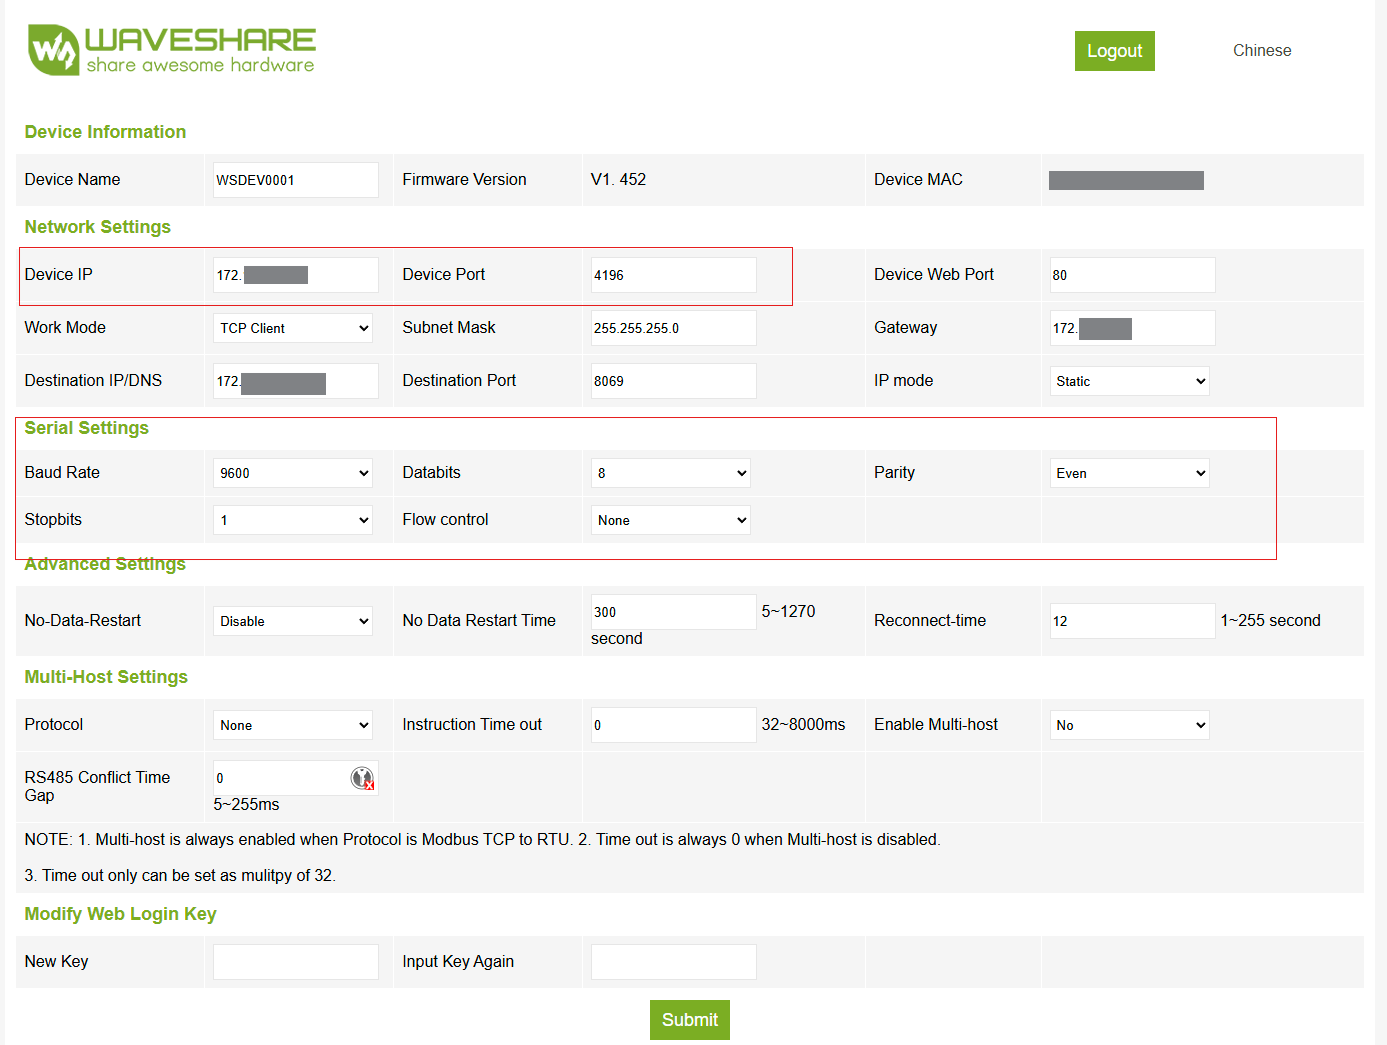 WAVESHARE
share awesome hardware
Logout
Chinese
Device Information
Device Name WSDEV0001 Firmware Version V1. 452 Device MAC
Network Settings
Device IP 172. Device Port 4196 Device Web Port 80
Work Mode TCP Client Subnet Mask 255.255.255.0 Gateway 172.
Destination IP/DNS 172. Destination Port 8069 IP mode Static
Serial Settings
Baud Rate 9600 Databits 8 Parity Even
Stopbits 1 Flow control None
Advanced Settings
No-Data-Restart Disable No Data Restart Time 300 5~1270 second Reconnect-time 12 1~255 second
Multi-Host Settings
Protocol None Instruction Time out 0 32~8000ms Enable Multi-host No
RS485 Conflict Time Gap 0 5~255ms
NOTE: 1. Multi-host is always enabled when Protocol is Modbus TCP to RTU. 2. Time out is always 0 when Multi-host is disabled.
3. Time out only can be set as mulitpy of 32.
Modify Web Login Key
New Key Input Key Again
Submit